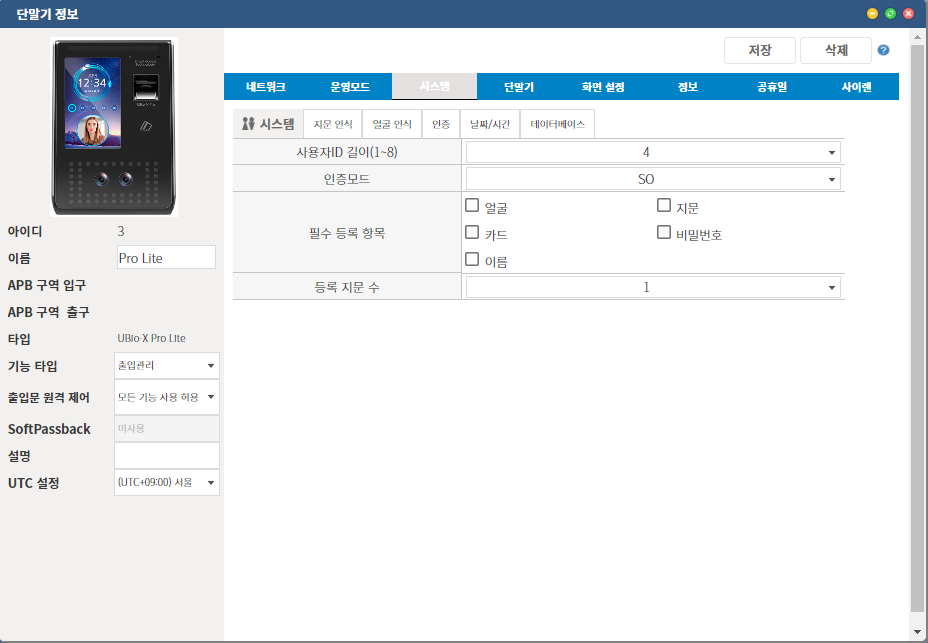 단말기 정보
저장 삭제 ?
네트워크 운영모드 시스템 단말기 화면 설정 정보 공휴일 사이렌
시스템 지문 인식 얼굴 인식 인증 날짜/시간 데이터베이스
사용자ID 길이(1~8) 4
인증모드 SO
필수 등록 항목
얼굴 지문
카드 비밀번호
이름
등록 지문 수 1
12:34
아이디 3
이름 Pro Lite
APB 구역 입구
APB 구역 출구
타입 UBio-X Pro Lite
기능 타입 출입관리
출입문 원격 제어 모든 기능 사용 허용
SoftPassback 미사용
설명
UTC 설정 (UTC+09:00) 서울